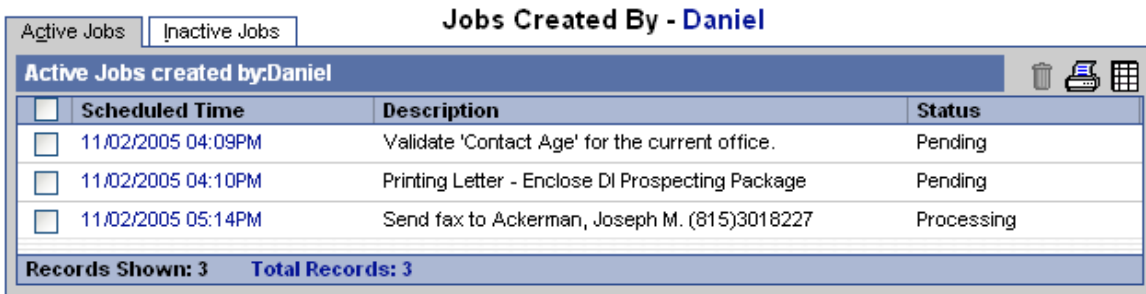 Jobs Created By - Daniel
Active Jobs Inactive Jobs
Active Jobs created by:Daniel
Scheduled Time Description Status
11/02/2005 04:09PM Validate 'Contact Age' for the current office. Pending
11/02/2005 04:10PM Printing Letter - Enclose DI Prospecting Package Pending
11/02/2005 05:14PM Send fax to Ackerman, Joseph M. (815)3018227 Processing
Records Shown: 3 Total Records: 3